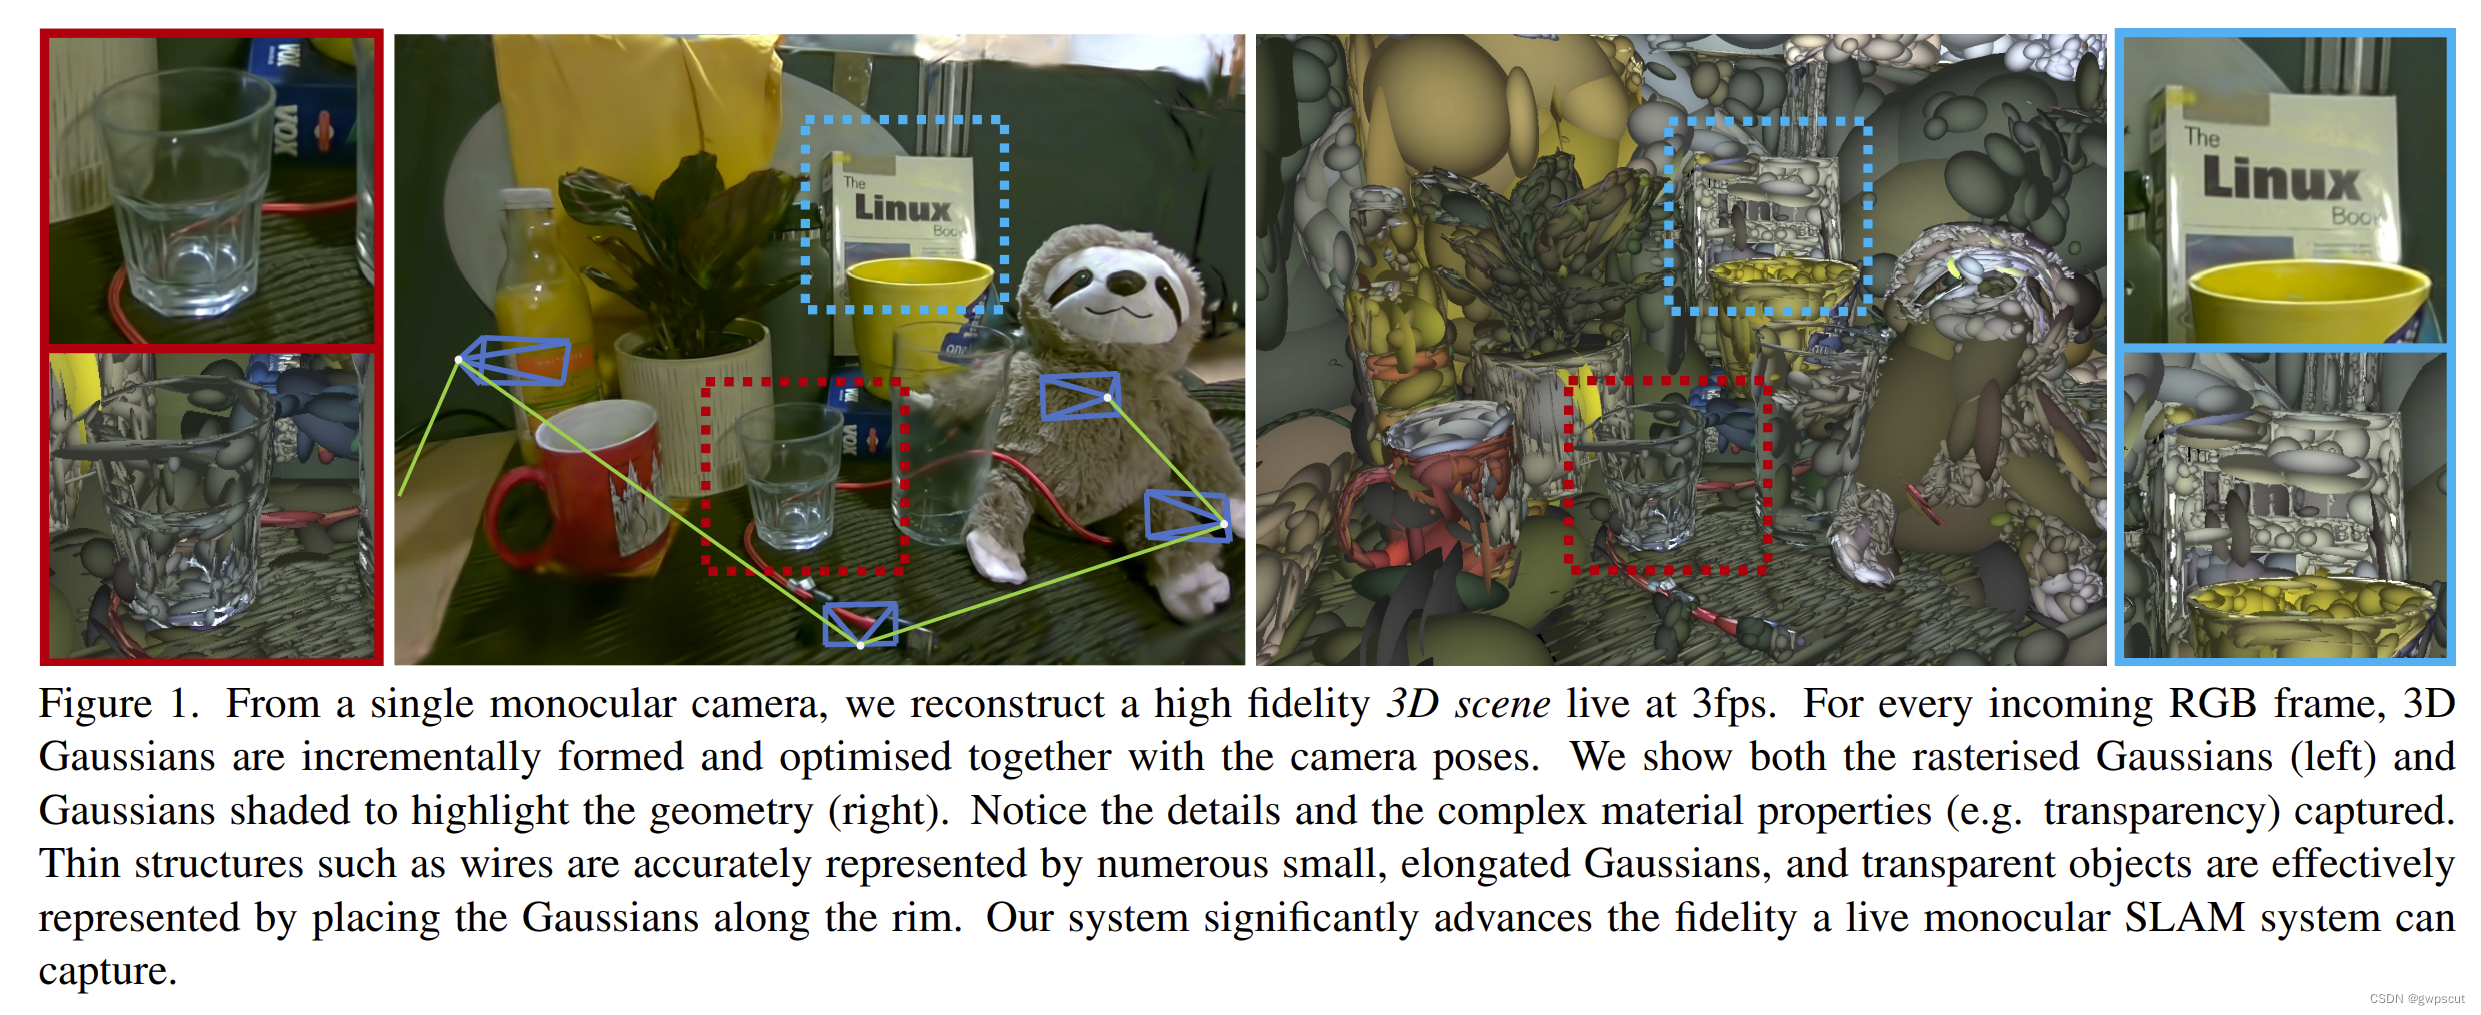 VOX
VOX
The
Linux
Boo
VOX
The
Linux
Book
Figure 1. From a single monocular camera, we reconstruct a high fidelity 3D scene live at 3fps. For every incoming RGB frame, 3D
Gaussians are incrementally formed and optimised together with the camera poses. We show both the rasterised Gaussians (left) and
Gaussians shaded to highlight the geometry (right). Notice the details and the complex material properties (e.g. transparency) captured.
Thin structures such as wires are accurately represented by numerous small, elongated Gaussians, and transparent objects are effectively
represented by placing the Gaussians along the rim. Our system significantly advances the fidelity a live monocular SLAM system can
capture.
CSDN @gwpscut